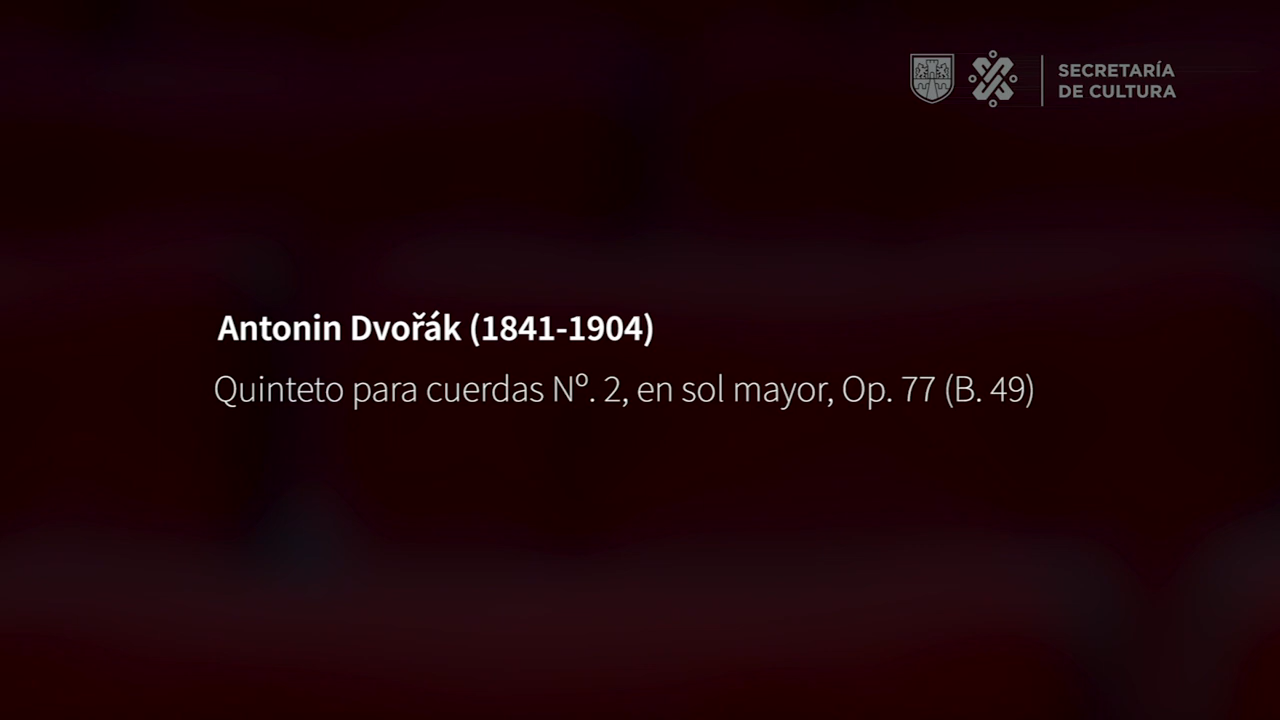 SECRETARÍA
DE CULTURA
Antonin Dvořák (1841-1904)
Quinteto para cuerdas Nº. 2, en sol mayor, Op. 77 (B. 49)